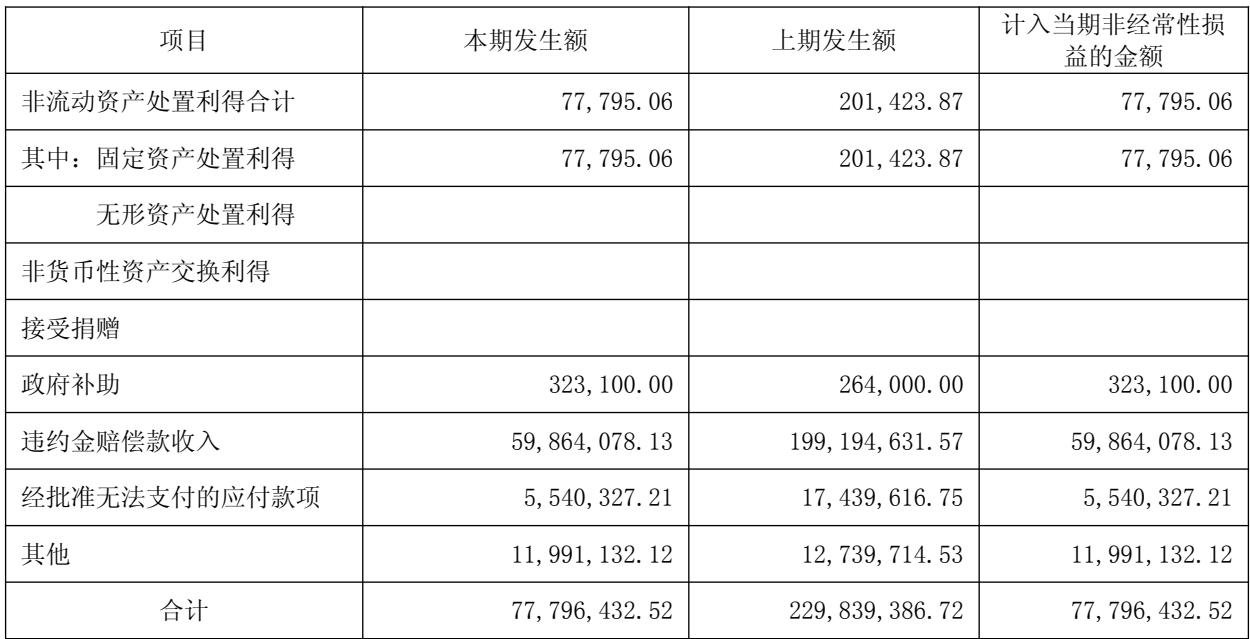 项目 本期发生额 上期发生额 计入当期非经常性损
益的金额
非流动资产处置利得合计 77,795.06 201,423.87 77,795.06
其中：固定资产处置利得 77,795.06 201,423.87 77,795.06
无形资产处置利得
非货币性资产交换利得
接受捐赠
政府补助 323,100.00 264,000.00 323,100.00
违约金赔偿款收入 59,864,078.13 199,194,631.57 59,864,078.13
经批准无法支付的应付款项 5,540,327.21 17,439,616.75 5,540,327.21
其他 11,991,132.12 12,739,714.53 11,991,132.12
合计 77,796,432.52 229,839,386.72 77,796,432.52